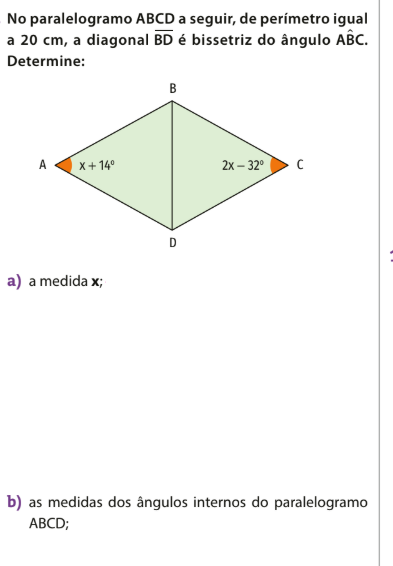 No paralelogramo ABCD a seguir, de perímetro igual
a 20 cm, a diagonal BD é bissetriz do ângulo AB̂C.
Determine:
B
A
x + 14°
2x – 32°
C
D
a) a medida x;
b) as medidas dos ângulos internos do paralelogramo
ABCD;